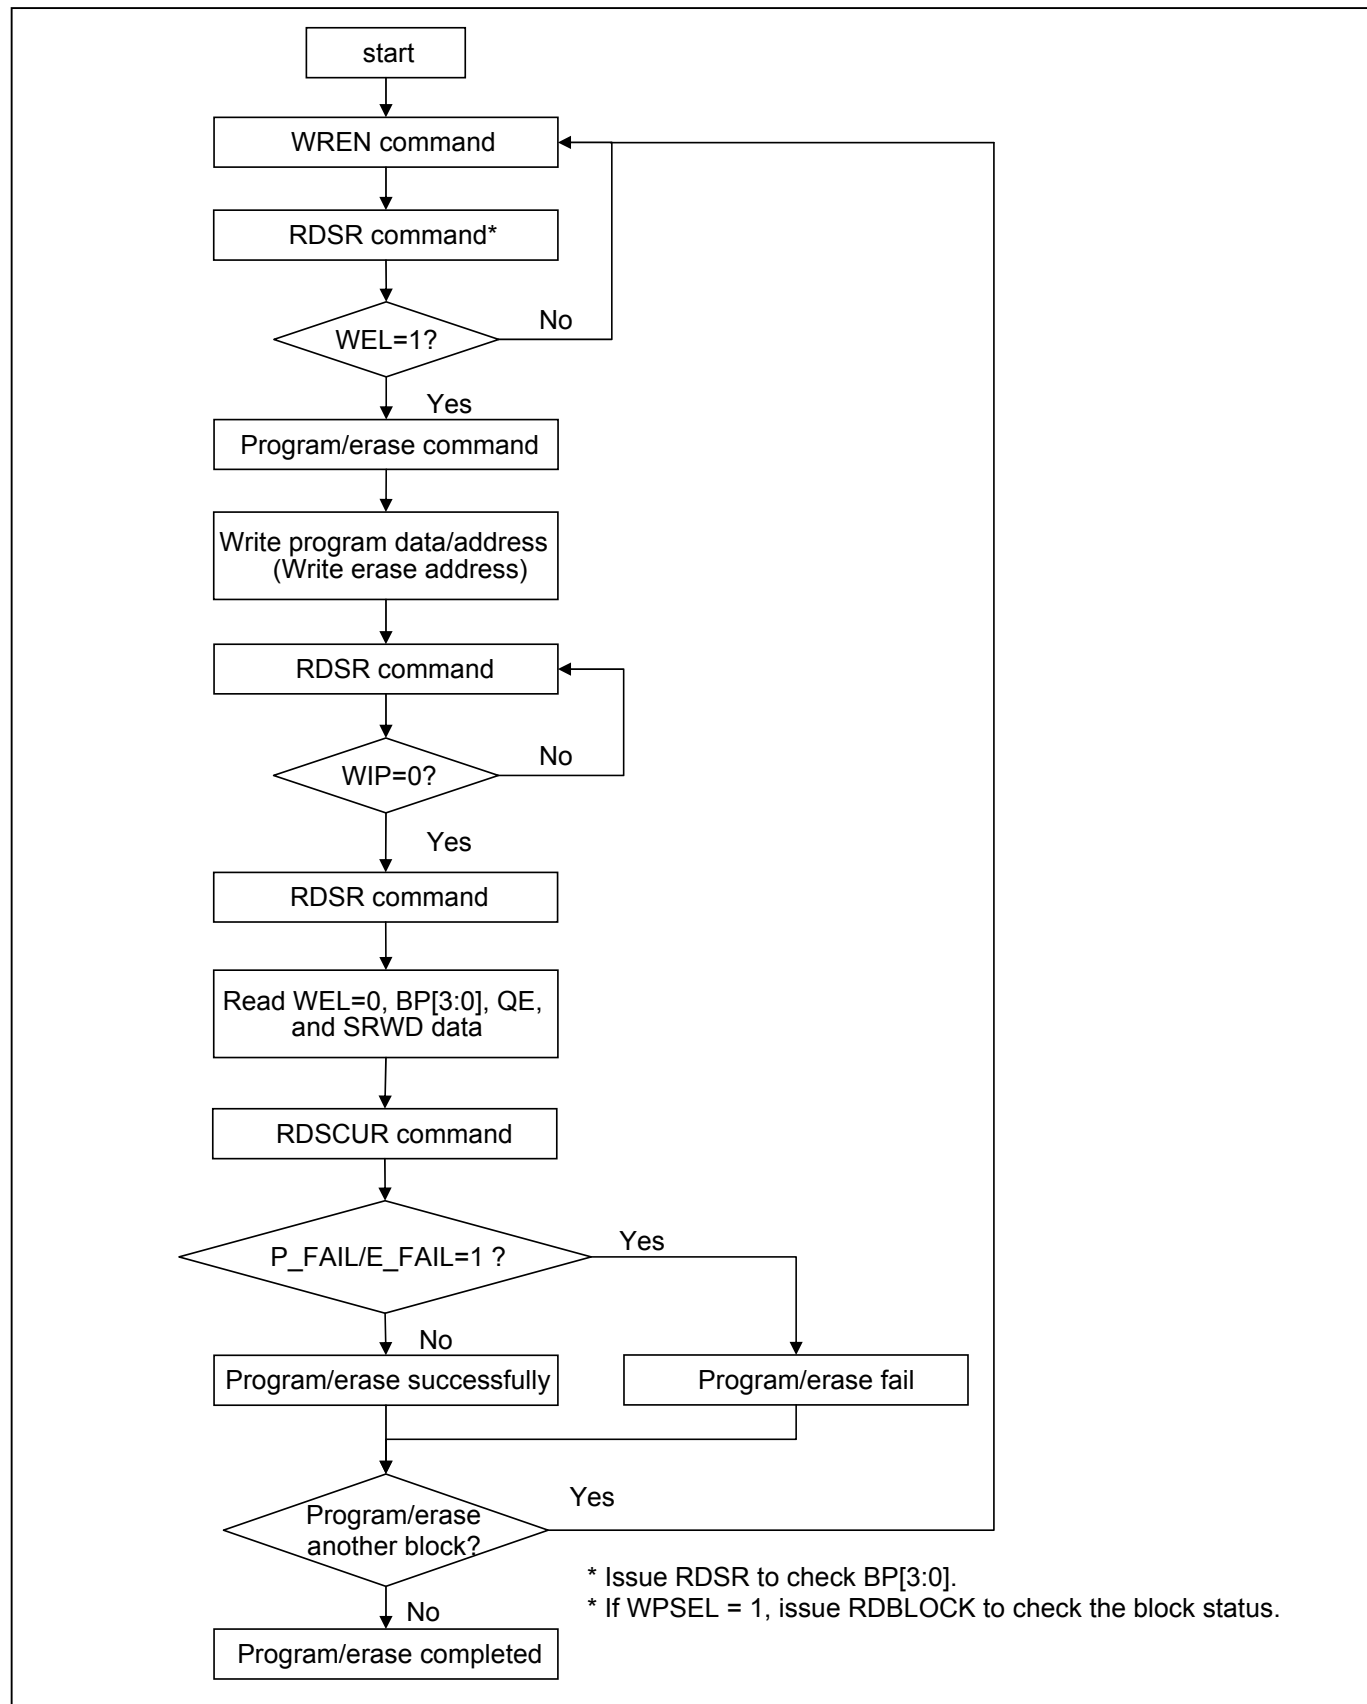 start
WREN command
RDSR command*
WEL=1?
No
Yes
Program/erase command
Write program data/address
(Write erase address)
RDSR command
WIP=0?
No
Yes
RDSR command
Read WEL=0, BP[3:0], QE,
and SRWD data
RDSCUR command
P_FAIL/E_FAIL=1 ?
Yes
No
Program/erase successfully
Program/erase fail
Program/erase
another block?
Yes
* Issue RDSR to check BP[3:0].
* If WPSEL = 1, issue RDBLOCK to check the block status.
No
Program/erase completed